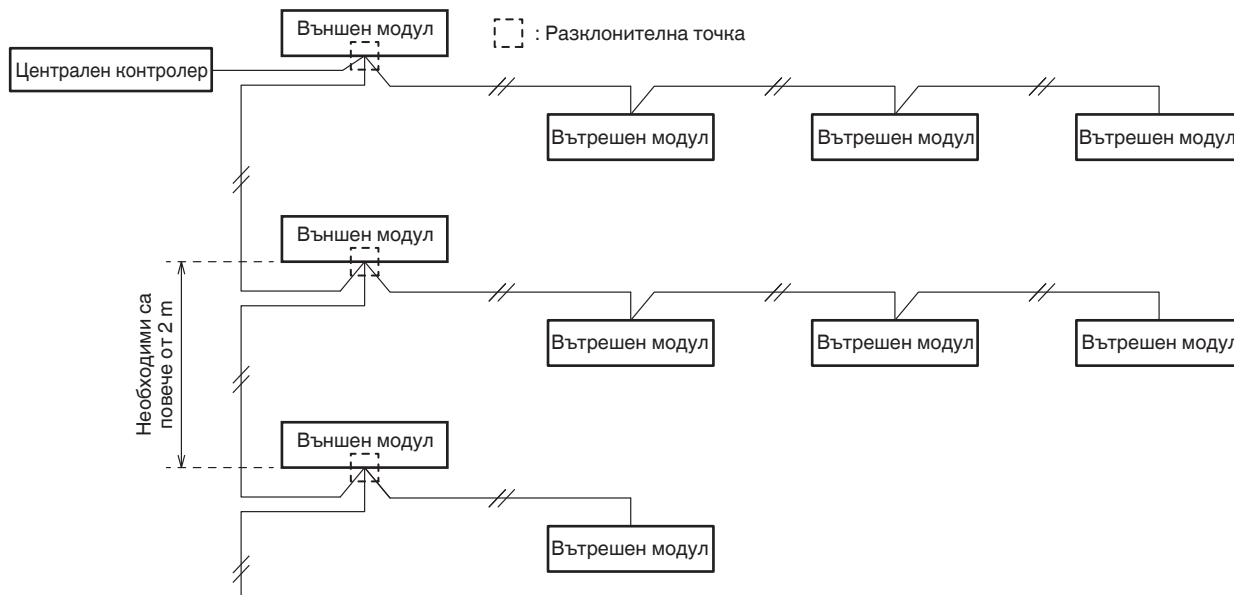 Външен модул
: Разклонителна точка
Централен контролер
Вътрешен модул
Вътрешен модул
Вътрешен модул
Външен модул
Необходими са
повече от 2 m
Вътрешен модул
Вътрешен модул
Вътрешен модул
Външен модул
Вътрешен модул